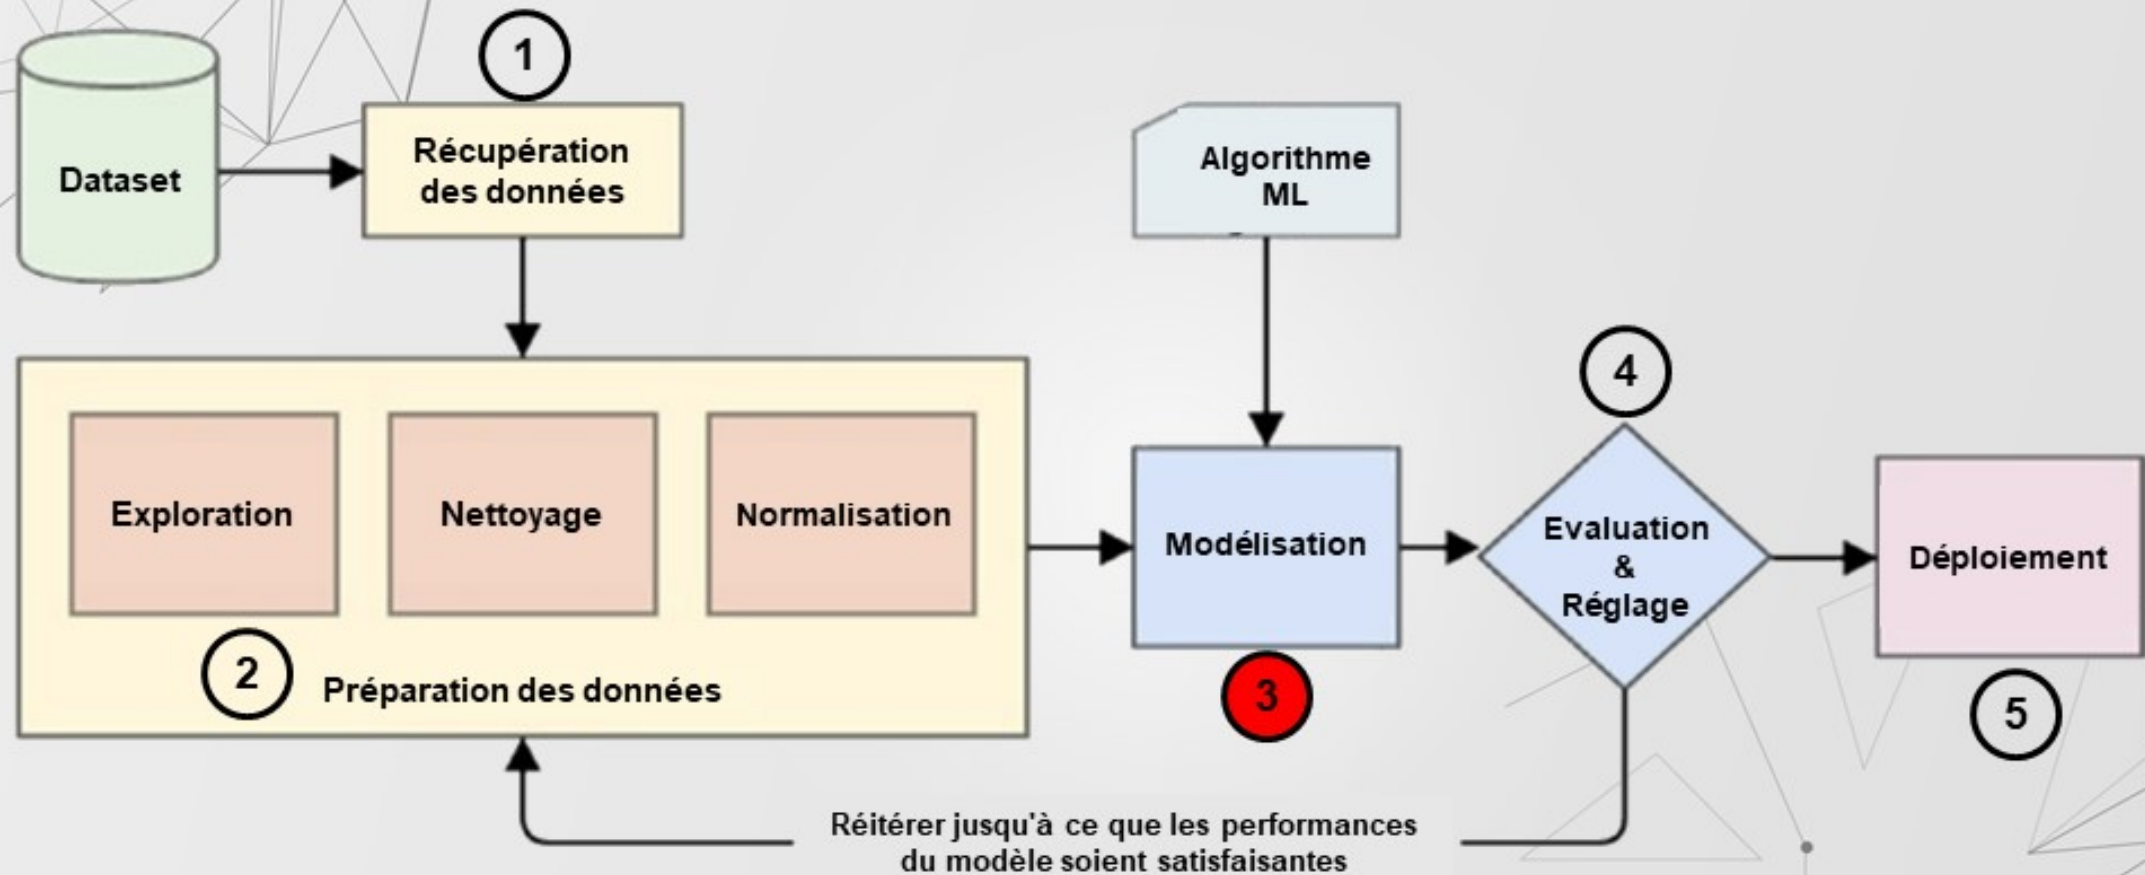 1
Dataset
Récupération
des données
Algorithme
ML
4
Exploration
Nettoyage
Normalisation
2
Préparation des données
Modélisation
3
Evaluation
&
Réglage
Déploiement
5
Réitérer jusqu'à ce que les performances
du modèle soient satisfaisantes